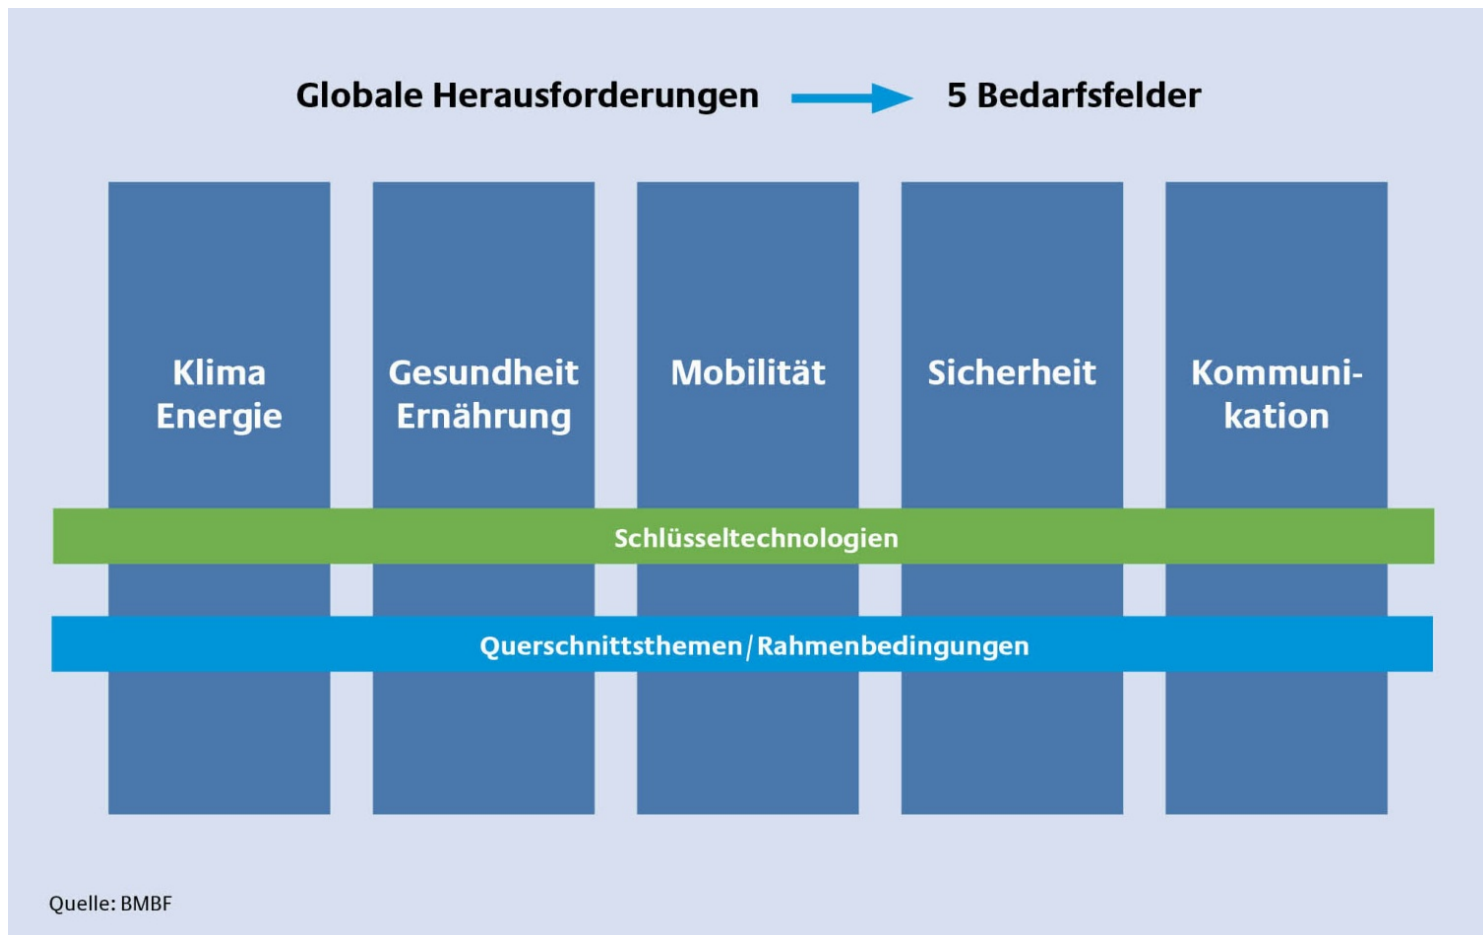 Globale Herausforderungen 5 Bedarfsfelder
Klima
Energie
Gesundheit
Ernährung
Mobilität
Sicherheit
Kommuni-
kation
Schlüsseltechnologien
Querschnittsthemen/Rahmenbedingungen
Quelle: BMBF